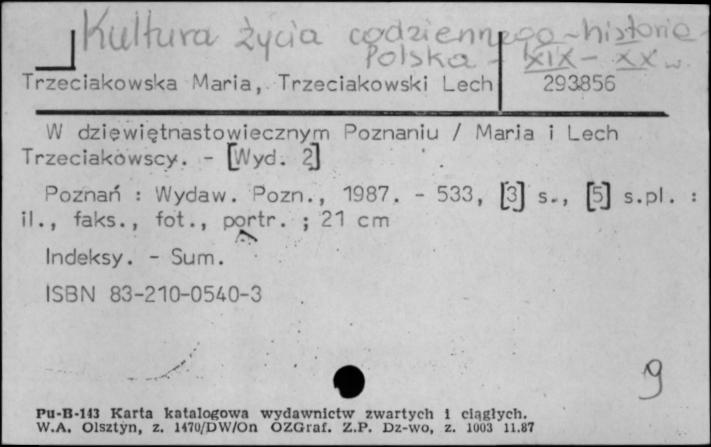 Kultura życia codziennego - historia -
Polska - XIX - XX w.
Trzeciakowska Maria, Trzeciakowski Lech 293856
W dziewiętnastowiecznym Poznaniu / Maria i Lech
Trzeciakowscy. - [Wyd. 2]
Poznań : Wydaw. Pozn., 1987. - 533, [3] s., [5] s.pl. :
il., faks., fot., portr. ; 21 cm
Indeksy. - Sum.
ISBN 83-210-0540-3
9
Pu-B-143 Karta katalogowa wydawnictw zwartych i ciągłych.
W.A. Olsztyn, z. 1470/DW/On OZGraf. Z.P. Dz-wo, z. 1003 11.87